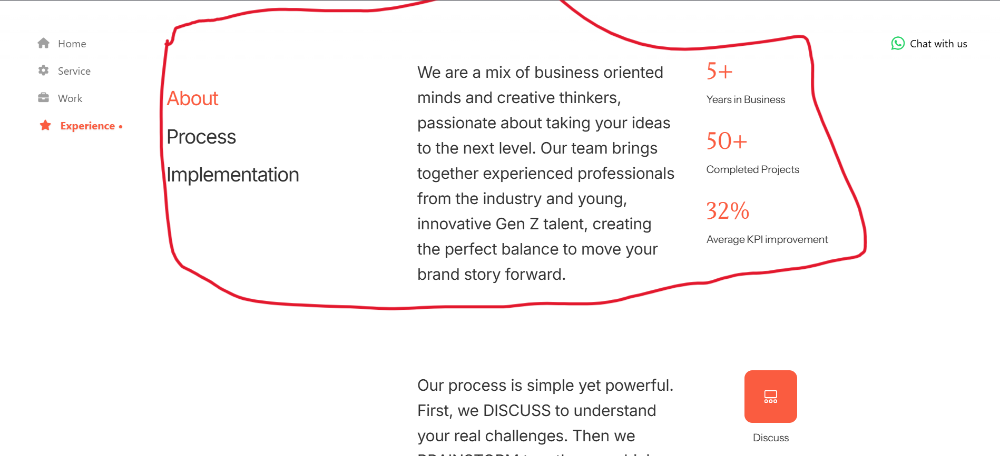 Home
Service
Work
Experience •
Chat with us
About
Process
Implementation
We are a mix of business oriented
minds and creative thinkers,
passionate about taking your ideas
to the next level. Our team brings
together experienced professionals
from the industry and young,
innovative Gen Z talent, creating
the perfect balance to move your
brand story forward.
5+
Years in Business
50+
Completed Projects
32%
Average KPI improvement
Our process is simple yet powerful.
First, we DISCUSS to understand
your real challenges. Then we
Discuss